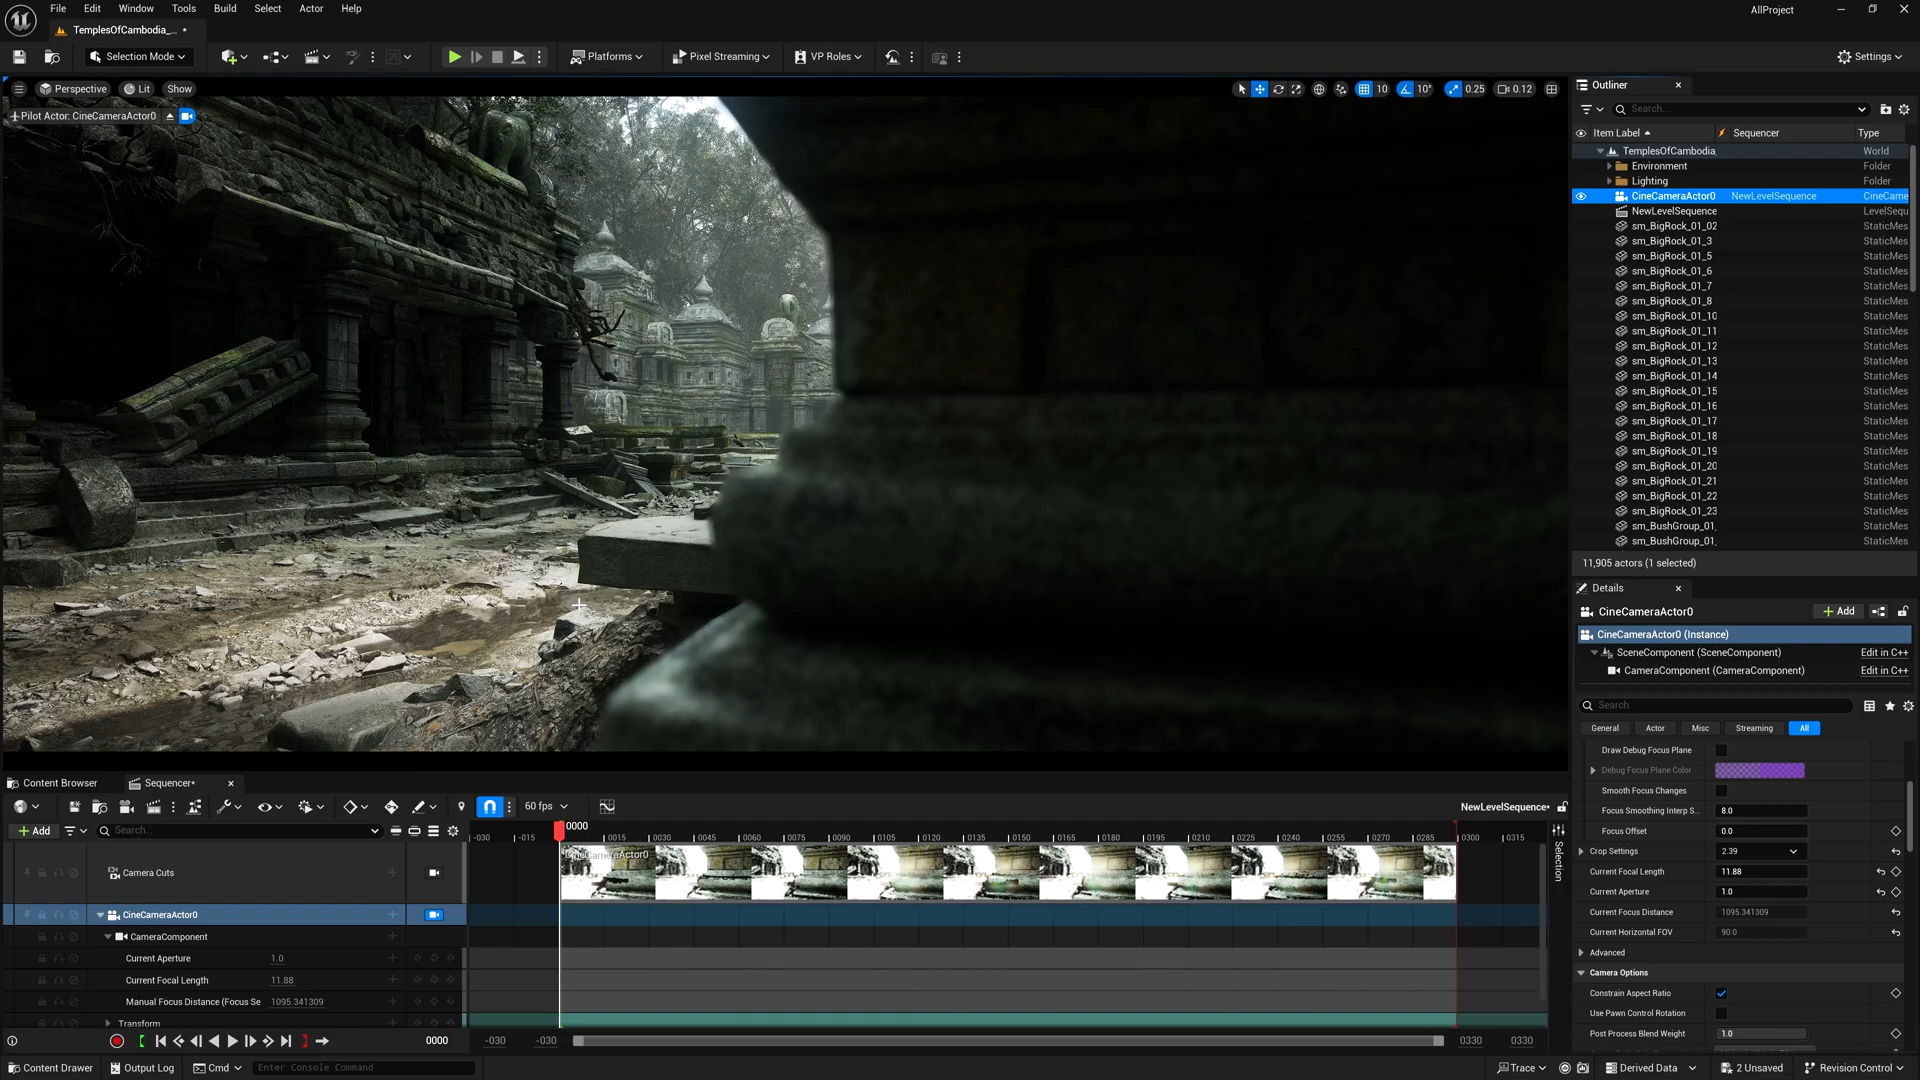 File Edit Window Tools Build Select Actor Help
AllProject
TemplesOfCambodia_... •
Selection Mode
Platforms
Pixel Streaming
VP Roles
Settings
Perspective
Lit
Show
10
10°
0.25
0.12
Pilot Actor: CineCameraActor0
Outliner
Search...
Item Label
Sequencer
Type
TemplesOfCambodia World
Environment Folder
Lighting Folder
CineCameraActor0 NewLevelSequence CineCame
NewLevelSequence LevelSequ
sm_BigRock_01_02 StaticMes
sm_BigRock_01_3 StaticMes
sm_BigRock_01_5 StaticMes
sm_BigRock_01_6 StaticMes
sm_BigRock_01_7 StaticMes
sm_BigRock_01_8 StaticMes
sm_BigRock_01_10 StaticMes
sm_BigRock_01_11 StaticMes
sm_BigRock_01_12 StaticMes
sm_BigRock_01_13 StaticMes
sm_BigRock_01_14 StaticMes
sm_BigRock_01_15 StaticMes
sm_BigRock_01_16 StaticMes
sm_BigRock_01_17 StaticMes
sm_BigRock_01_18 StaticMes
sm_BigRock_01_19 StaticMes
sm_BigRock_01_20 StaticMes
sm_BigRock_01_21 StaticMes
sm_BigRock_01_22 StaticMes
sm_BigRock_01_23 StaticMes
sm_BushGroup_01_ StaticMes
sm_BushGroup_01_ StaticMes
11,905 actors (1 selected)
Details
CineCameraActor0
Add
CineCameraActor0 (Instance)
SceneComponent (SceneComponent) Edit in C++
CameraComponent (CameraComponent) Edit in C++
Search
General Actor Misc Streaming All
Draw Debug Focus Plane
Debug Focus Plane Color
Smooth Focus Changes
Focus Smoothing Interp S... 8.0
Focus Offset 0.0
Crop Settings 2.39
Current Focal Length 11.88
Current Aperture 1.0
Current Focus Distance 1095.341309
Current Horizontal FOV 90.0
Advanced
Camera Options
Constrain Aspect Ratio
Use Pawn Control Rotation
Post Process Blend Weight 1.0
Content Browser
Sequencer*
60 fps
NewLevelSequence*
Add
Search...
0000
-030 -015 0015 0030 0045 0060 0075 0090 0105 0120 0135 0150 0165 0180 0195 0210 0225 0240 0255 0270 0285 0300 0315
Selection
Camera Cuts
CineCameraActor0
CineCameraActor0
CameraComponent
Current Aperture 1.0
Current Focal Length 11.88
Manual Focus Distance (Focus Se 1095.341309
Transform
0000 -030 -030 0330 0330
Content Drawer
Output Log
Cmd
Enter Console Command
Trace
Derived Data
2 Unsaved
Revision Control